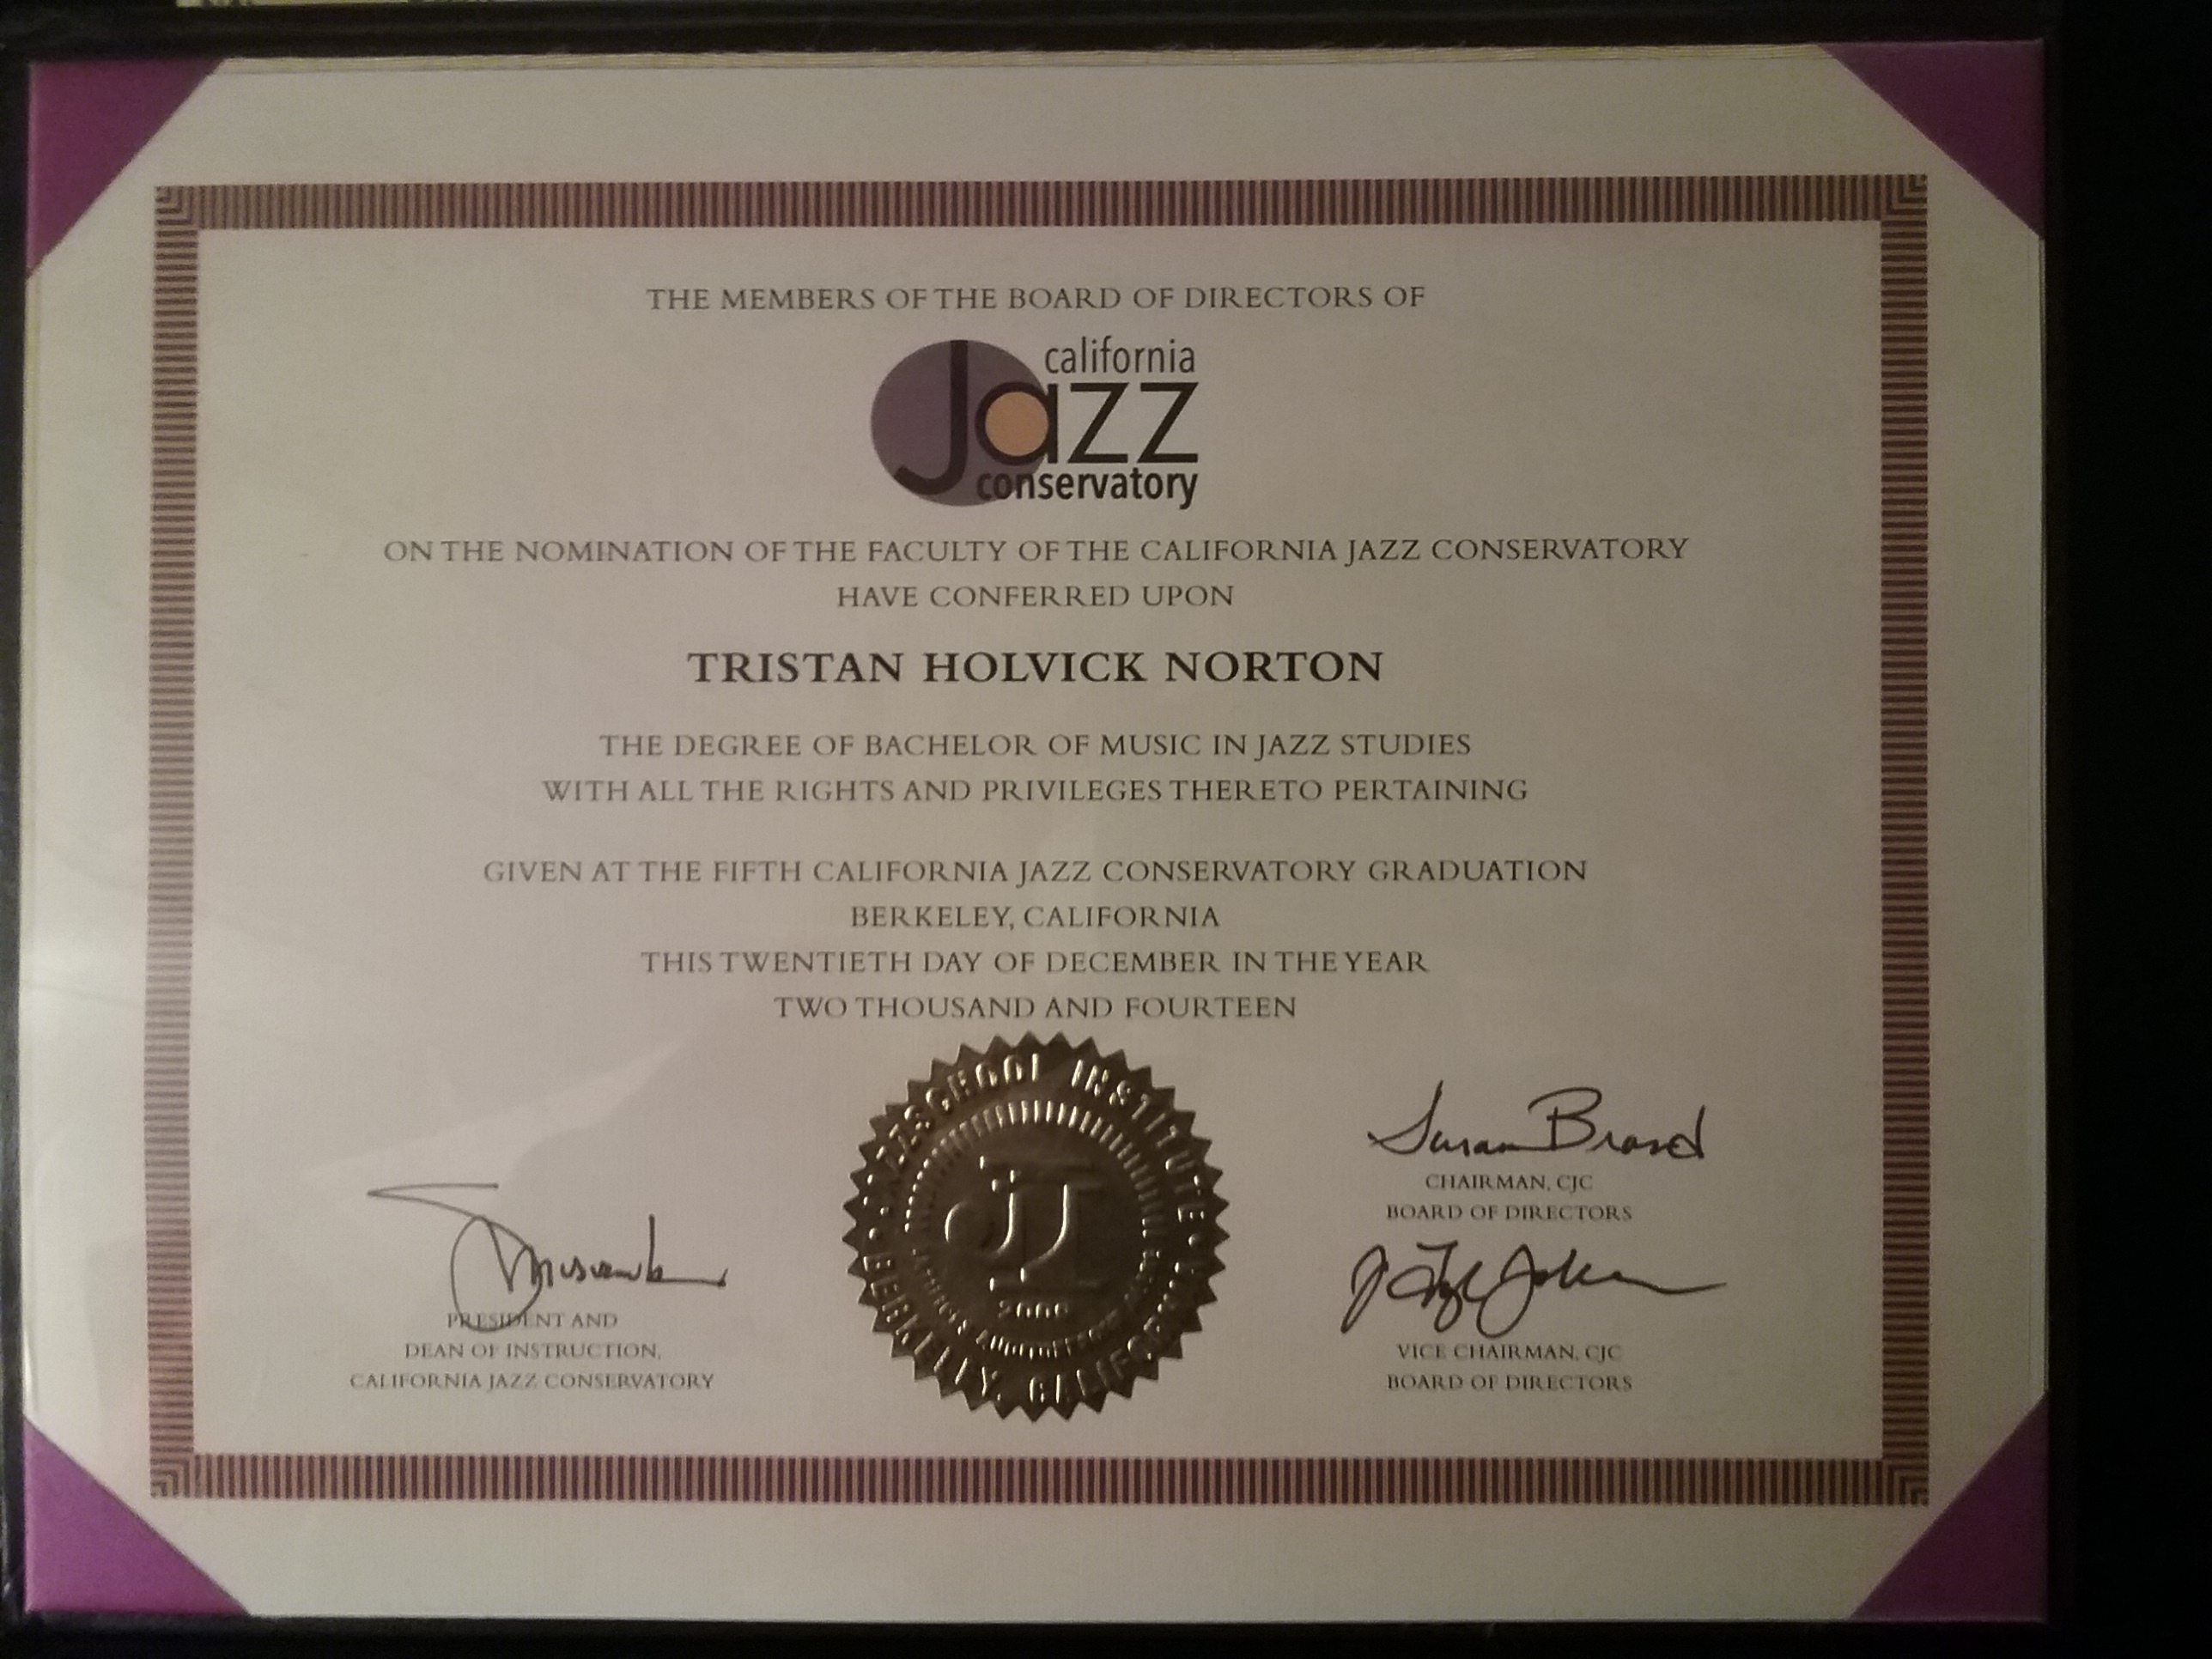 THE MEMBERS OF THE BOARD OF DIRECTORS OF
california
Jazz
conservatory
ON THE NOMINATION OF THE FACULTY OF THE CALIFORNIA JAZZ CONSERVATORY
HAVE CONFERRED UPON
TRISTAN HOLVICK NORTON
THE DEGREE OF BACHELOR OF MUSIC IN JAZZ STUDIES
WITH ALL THE RIGHTS AND PRIVILEGES THERETO PERTAINING
GIVEN AT THE FIFTH CALIFORNIA JAZZ CONSERVATORY GRADUATION
BERKELEY, CALIFORNIA
THIS TWENTIETH DAY OF DECEMBER IN THE YEAR
TWO THOUSAND AND FOURTEEN
JAZZSCHOOL INSTITUTE
BERKELEY, CALIFORNIA
PRESIDENT AND
DEAN OF INSTRUCTION,
CALIFORNIA JAZZ CONSERVATORY
Susan
CHAIRMAN, CJC
BOARD OF DIRECTORS
VICE CHAIRMAN, CJC
BOARD OF DIRECTORS